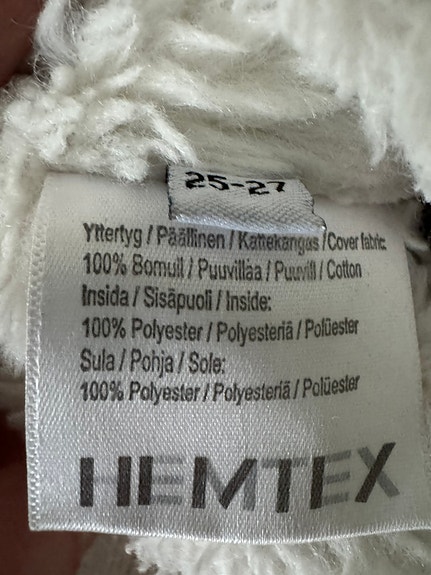 25-27
Yttertyg / Päällinen / Kattekangas /Cover fabric:
100% Bomull / Puuvillaa / Puuvill / Cotton
Insida / Sisäpuoli / Inside:
100% Polyester / Polyesteriä / Polüester
Sula / Pohja / Sole:
100% Polyester / Polyesteriä / Polüester
HEMTEX